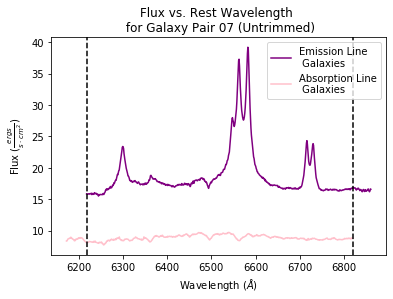 Flux vs. Rest Wavelength
for Galaxy Pair 07 (Untrimmed)
Emission Line
Galaxies
Absorption Line
Galaxies
Flux (ergs / s · cm²)
40
35
30
25
20
15
10
6200 6300 6400 6500 6600 6700 6800
Wavelength (Å)